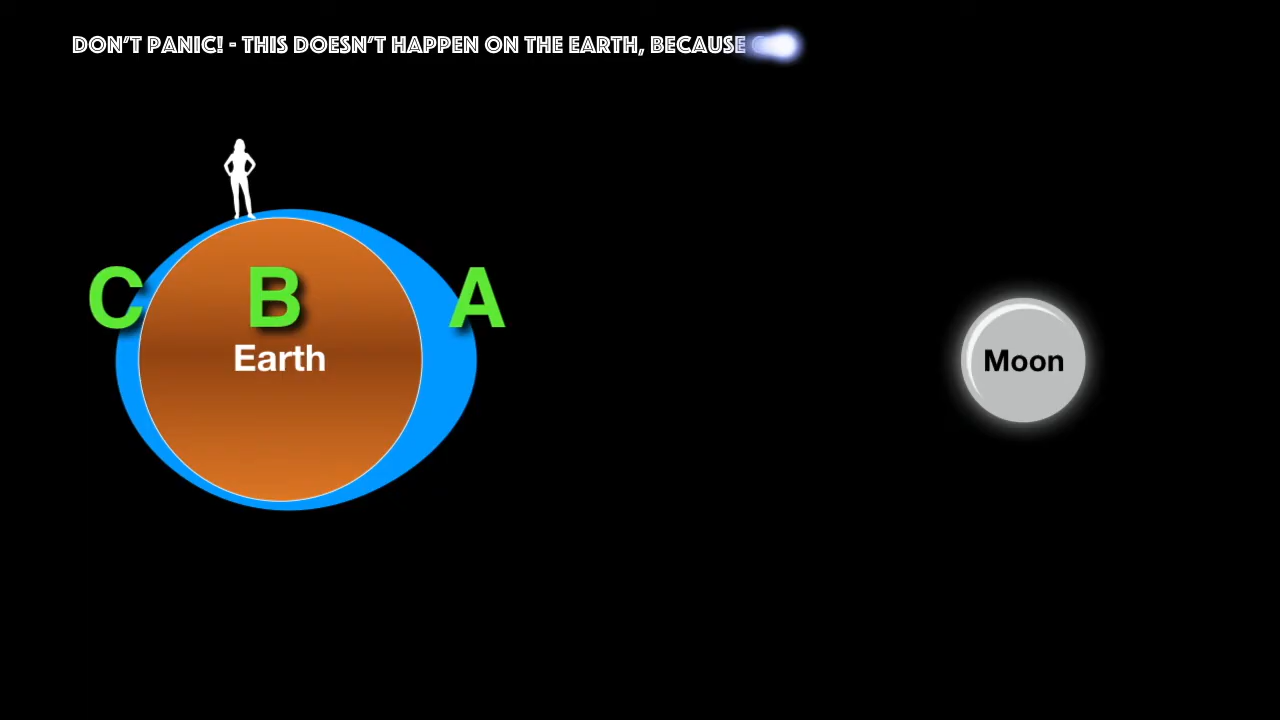 DON'T PANIC! - THIS DOESN'T HAPPEN ON THE EARTH, BECAUSE
C B A
Earth
Moon